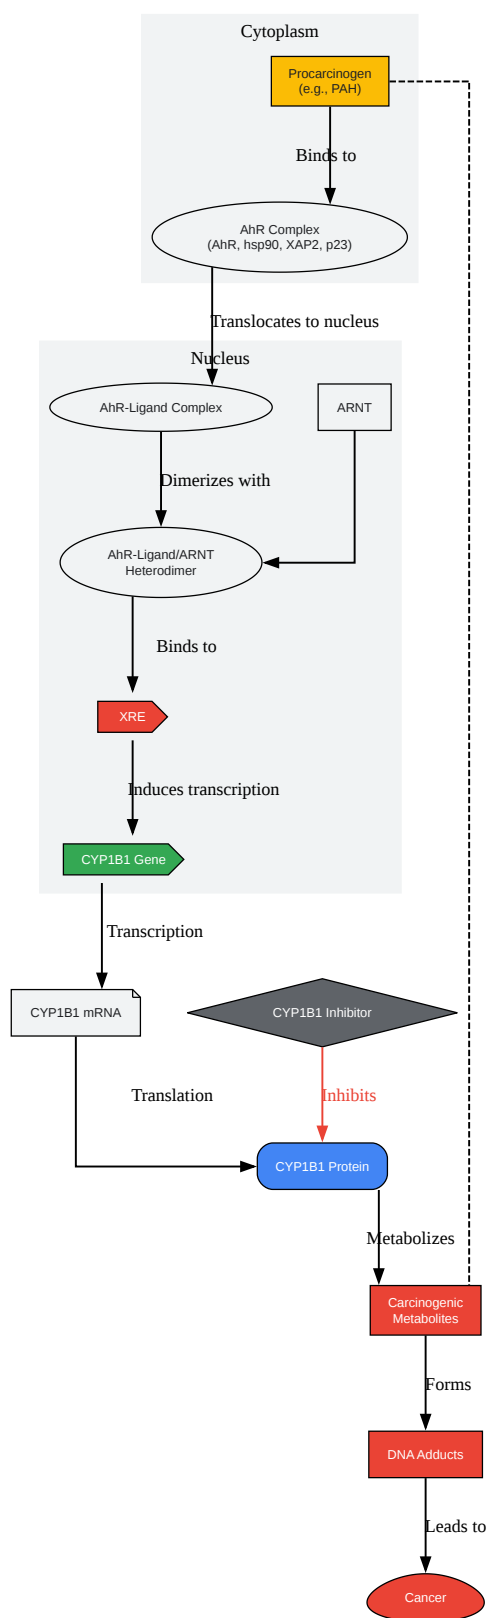 Cytoplasm
Procarcinogen
(e.g., PAH)
Binds to
AhR Complex
(AhR, hsp90, XAP2, p23)
Translocates to nucleus
Nucleus
AhR-Ligand Complex
ARNT
Dimerizes with
AhR-Ligand/ARNT
Heterodimer
Binds to
XRE
Induces transcription
CYP1B1 Gene
Transcription
CYP1B1 mRNA
CYP1B1 Inhibitor
Translation
Inhibits
CYP1B1 Protein
Metabolizes
Carcinogenic
Metabolites
Forms
DNA Adducts
Leads to
Cancer